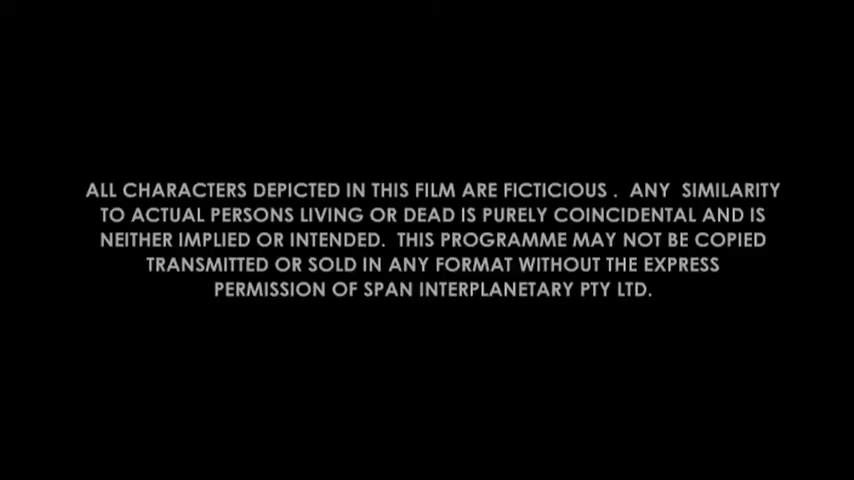 ALL CHARACTERS DEPICTED IN THIS FILM ARE FICTICIOUS .  ANY  SIMILARITY
TO ACTUAL PERSONS LIVING OR DEAD IS PURELY COINCIDENTAL AND IS
NEITHER IMPLIED OR INTENDED.  THIS PROGRAMME MAY NOT BE COPIED
TRANSMITTED OR SOLD IN ANY FORMAT WITHOUT THE EXPRESS
PERMISSION OF SPAN INTERPLANETARY PTY LTD.